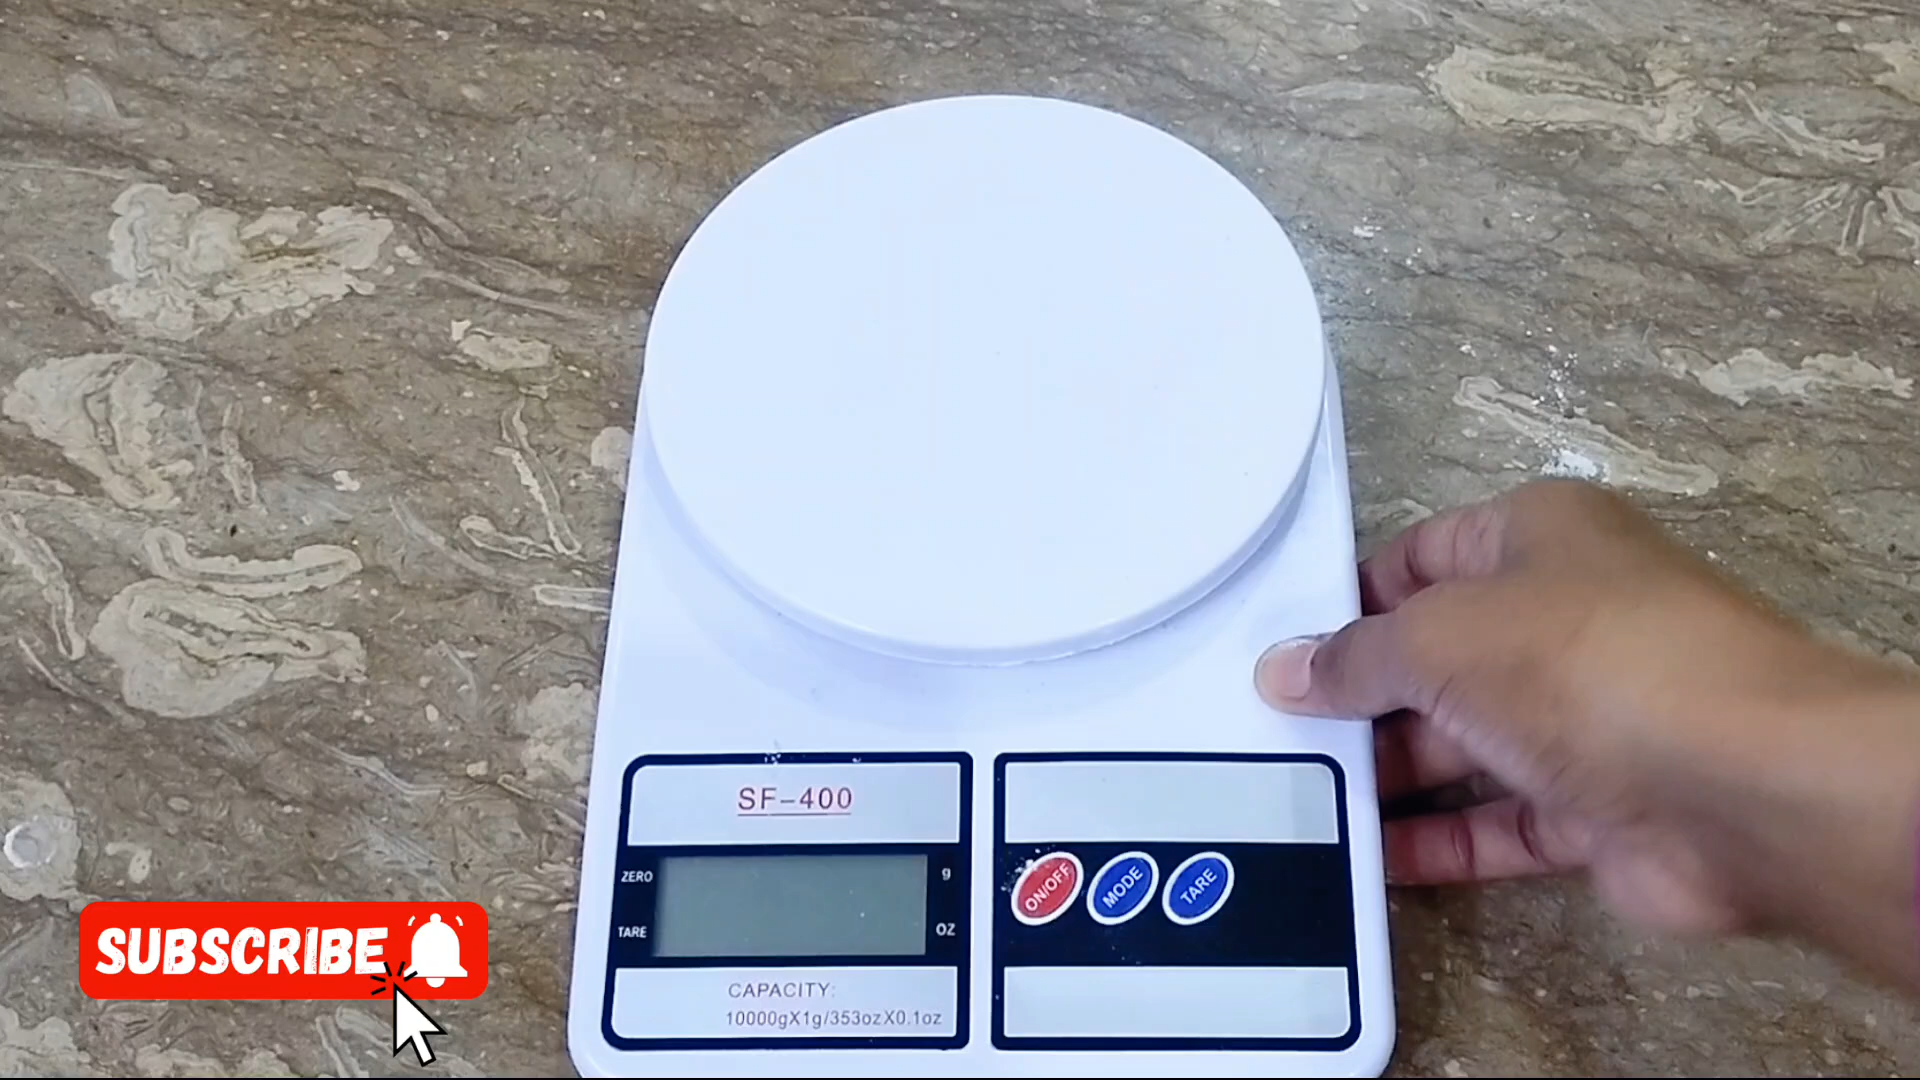 SF-400
ZERO
g
TARE
OZ
CAPACITY:
10000gX1g/353ozX0.1oz
ON/OFF
MODE
TARE
SUBSCRIBE